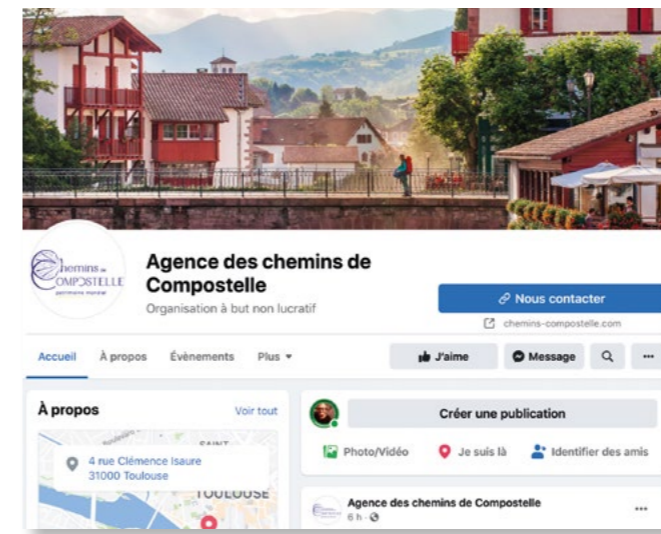 Chemins de
COMPOSTELLE
patrimoine mondial
Agence des chemins de
Compostelle
Organisation à but non lucratif
Nous contacter
chemins-compostelle.com
Accueil
À propos
Évènements
Plus
J'aime
Message
À propos
Voir tout
4 rue Clémence Isaure
31000 Toulouse
TOULOUSE
Créer une publication
Photo/Vidéo
Je suis là
Identifier des amis
Agence des chemins de Compostelle
6 h